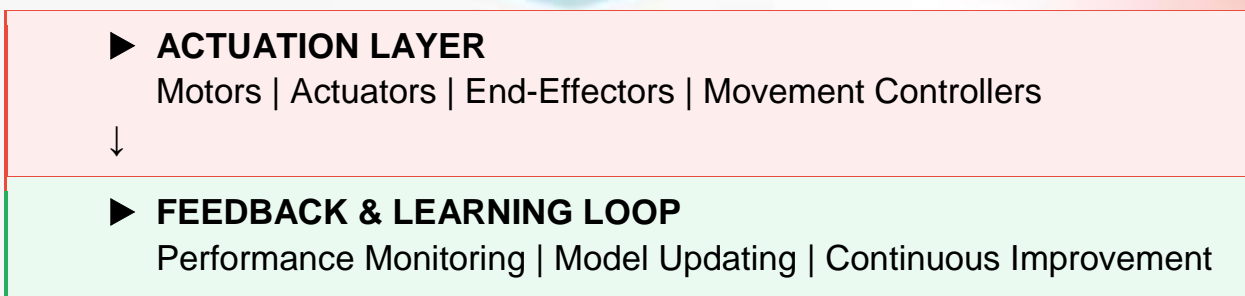 ▶ ACTUATION LAYER
Motors | Actuators | End-Effectors | Movement Controllers
↓
▶ FEEDBACK & LEARNING LOOP
Performance Monitoring | Model Updating | Continuous Improvement